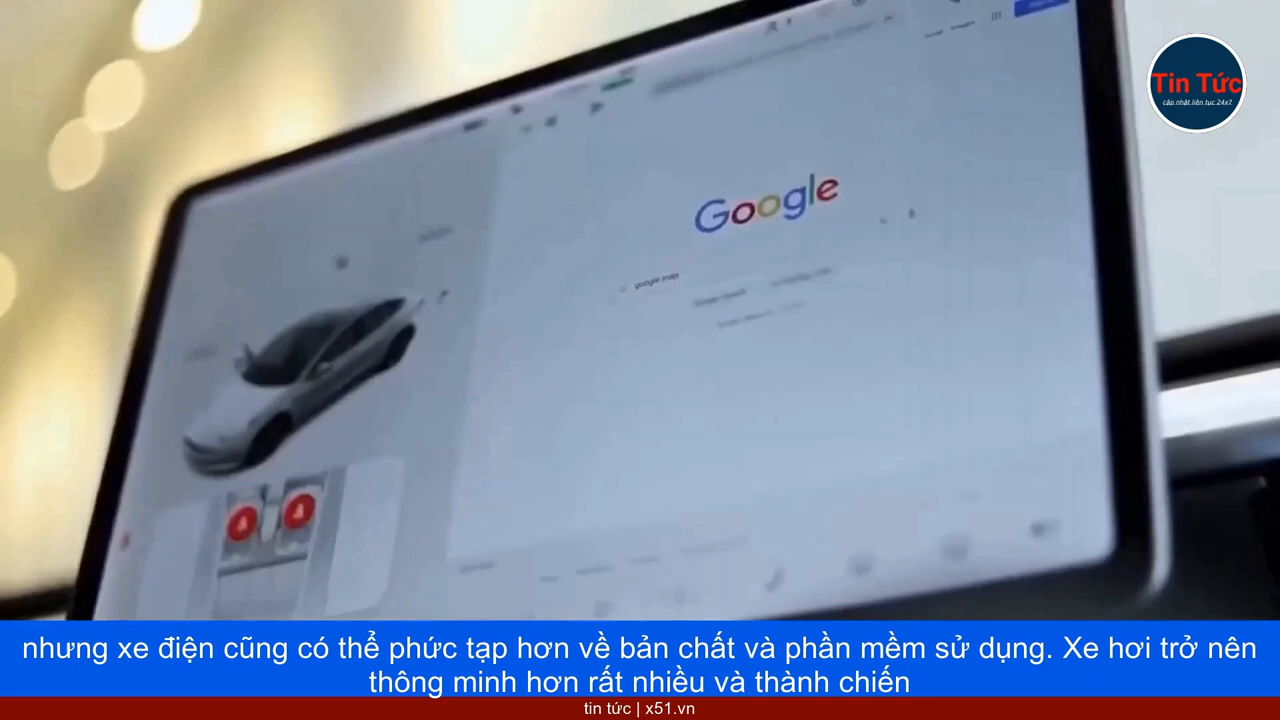 Tin Tức
cập nhật liên tục 24x7
Google
google map
nhưng xe điện cũng có thể phức tạp hơn về bản chất và phần mềm sử dụng. Xe hơi trở nên
thông minh hơn rất nhiều và thành chiến
tin tức | x51.vn